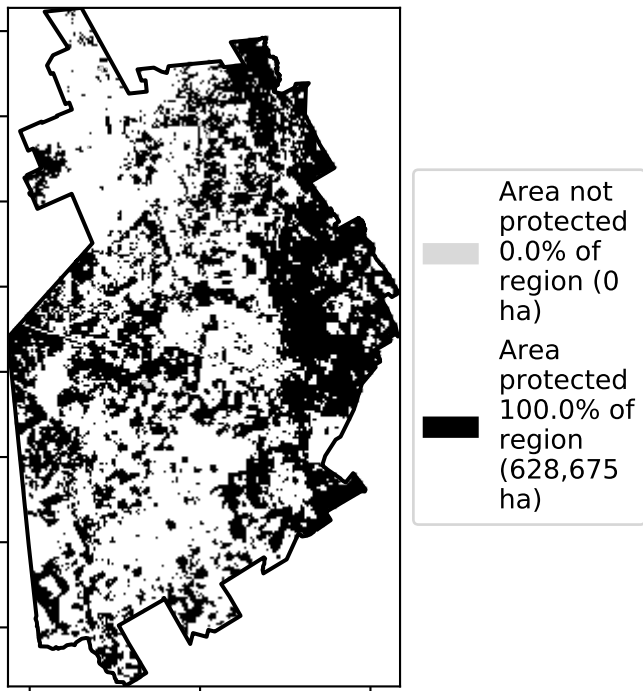 Area not
protected
0.0% of
region (0
ha)
Area
protected
100.0% of
region
(628,675
ha)